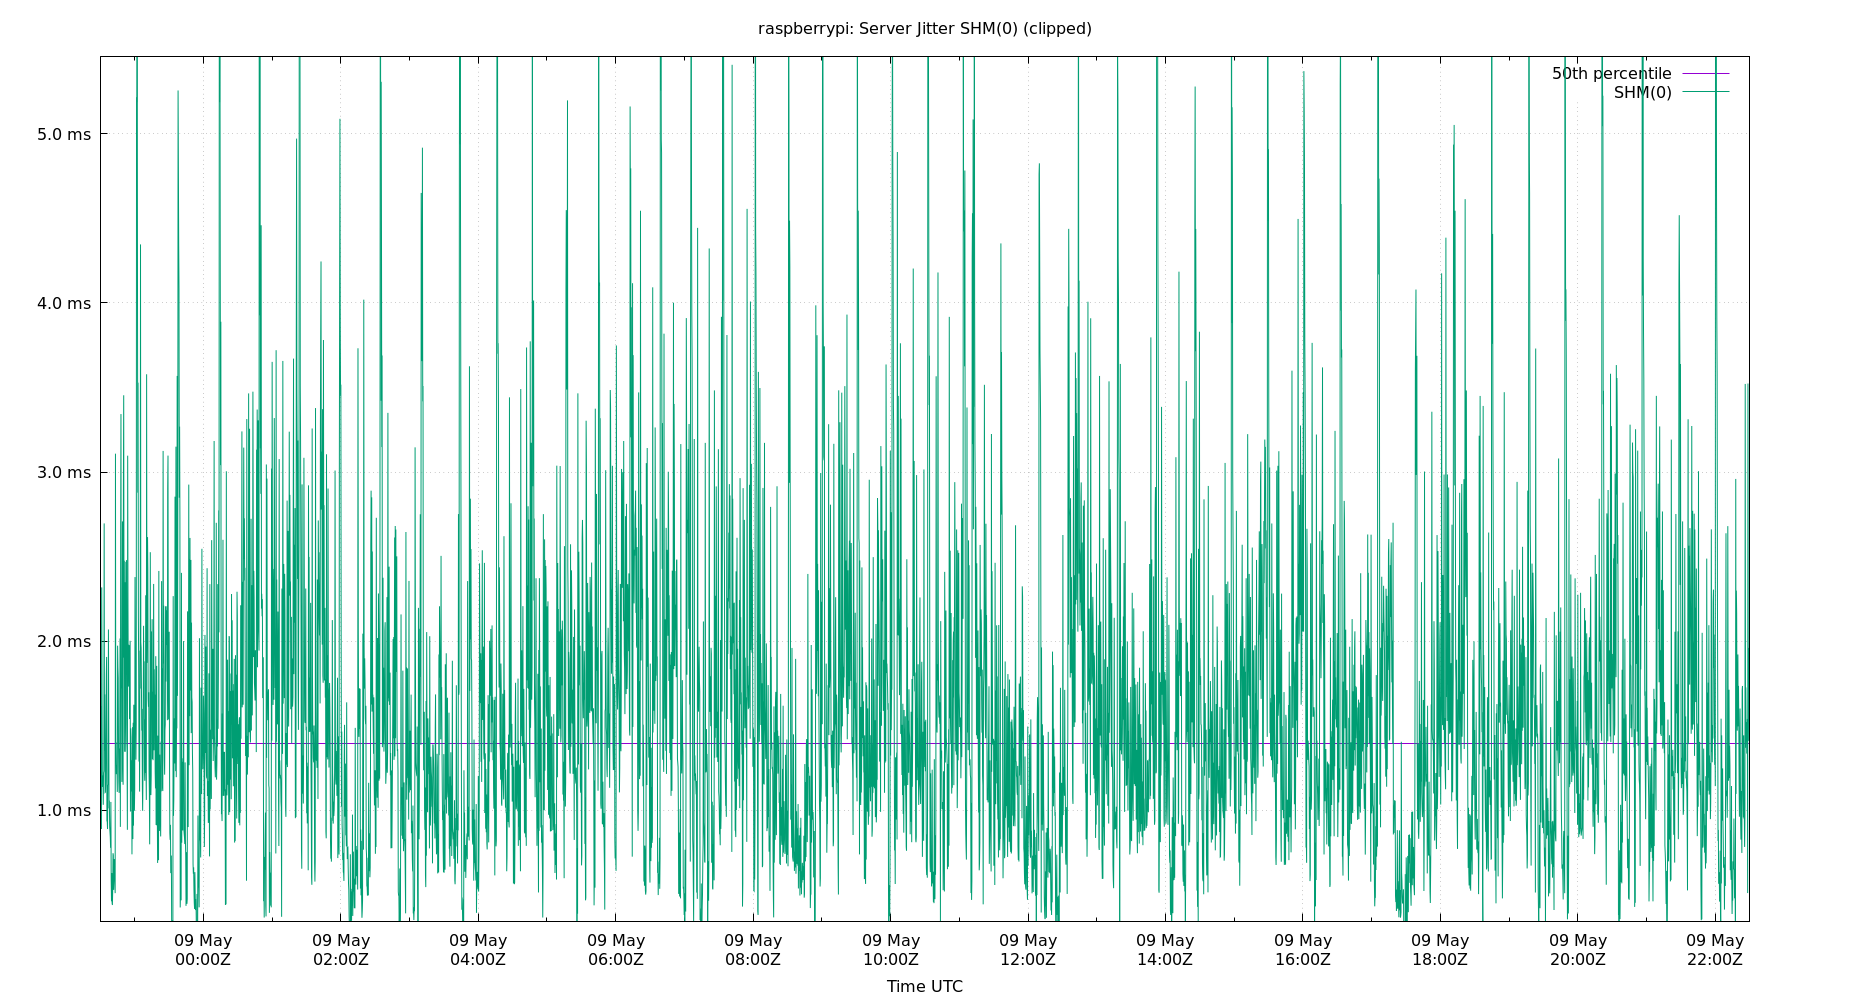 raspberrypi: Server Jitter SHM(0) (clipped)
50th percentile
SHM(0)
5.0 ms
4.0 ms
3.0 ms
2.0 ms
1.0 ms
09 May 09 May 09 May 09 May 09 May 09 May 09 May 09 May 09 May 09 May 09 May 09 May
00:00Z 02:00Z 04:00Z 06:00Z 08:00Z 10:00Z 12:00Z 14:00Z 16:00Z 18:00Z 20:00Z 22:00Z
Time UTC